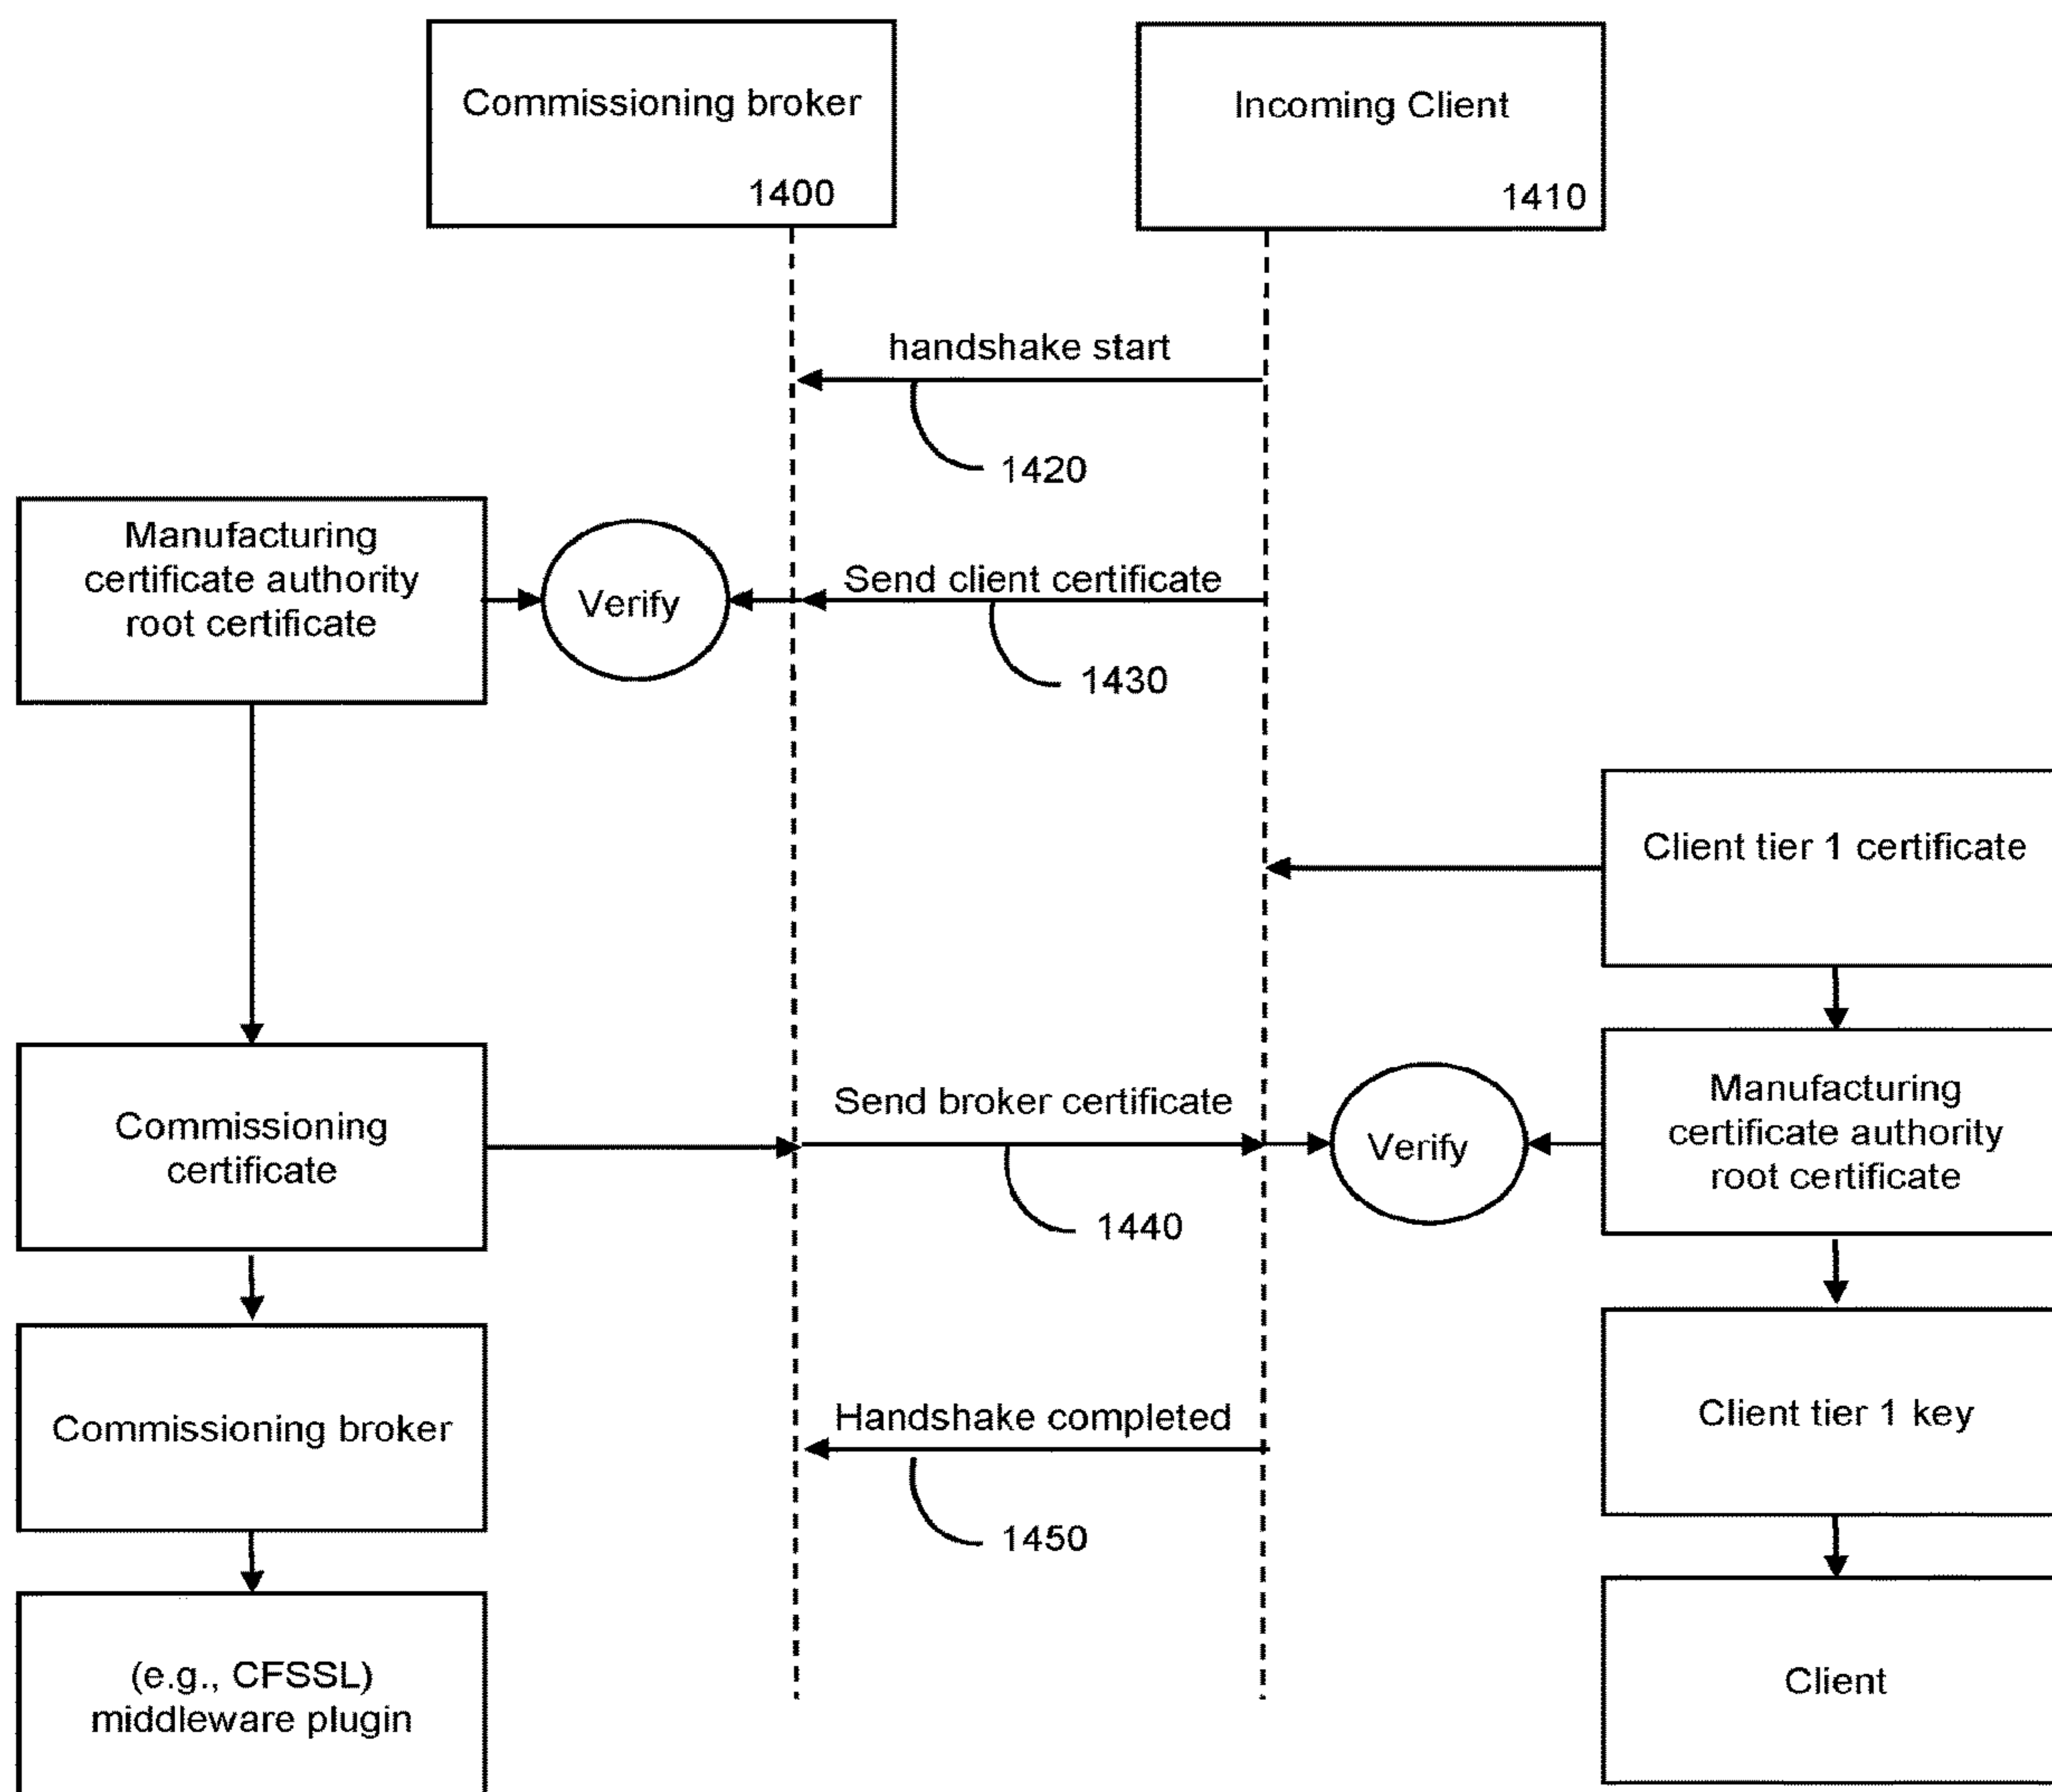 Commissioning broker
1400
Incoming Client
1410
handshake start
1420
Manufacturing
certificate authority
root certificate
Verify
Send client certificate
1430
Client tier 1 certificate
Commissioning
certificate
Send broker certificate
1440
Verify
Manufacturing
certificate authority
root certificate
Commissioning broker
Handshake completed
1450
Client tier 1 key
(e.g., CFSSL)
middleware plugin
Client